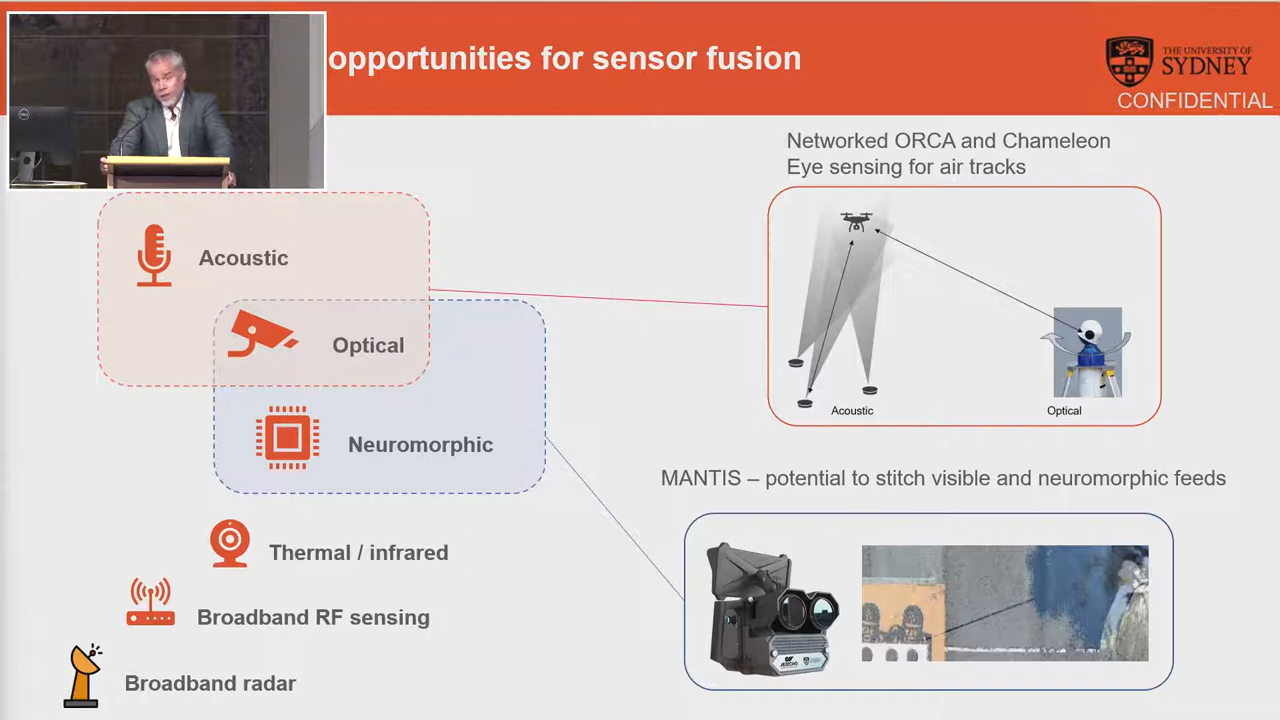 opportunities for sensor fusion
THE UNIVERSITY OF
SYDNEY
CONFIDENTIAL
Networked ORCA and Chameleon
Eye sensing for air tracks
Acoustic
Optical
Neuromorphic
Acoustic
Optical
MANTIS – potential to stitch visible and neuromorphic feeds
Thermal / infrared
Broadband RF sensing
Broadband radar